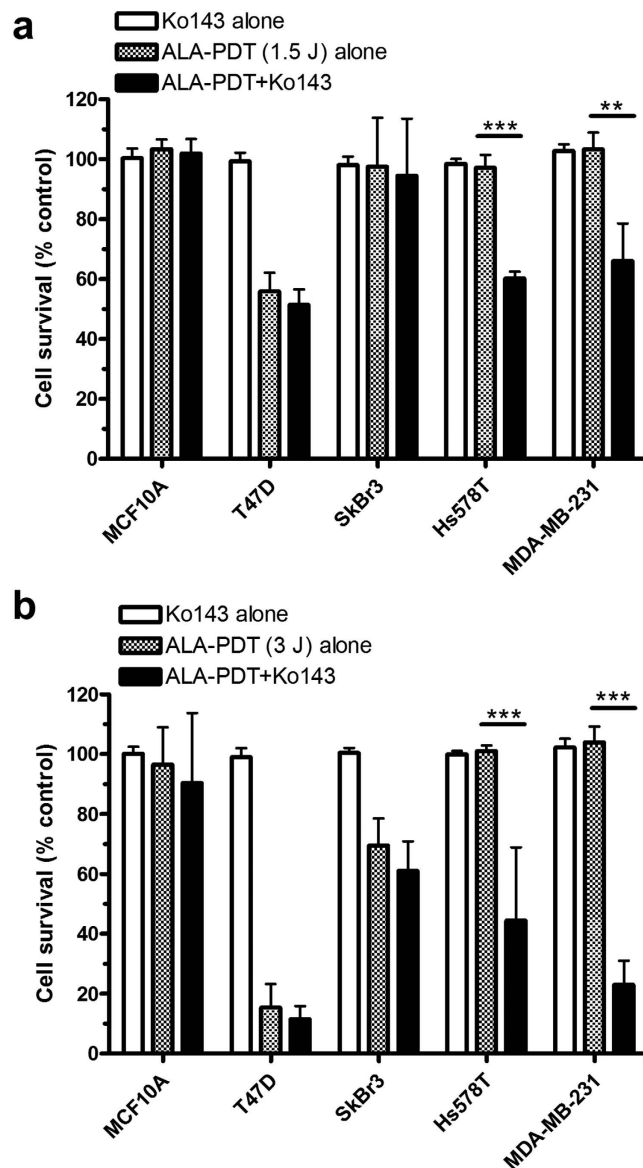 a
Ko143 alone
ALA-PDT (1.5 J) alone
ALA-PDT+Ko143
Cell survival (% control)
120
100
80
60
40
20
0
*** 
**
MCF10A
T47D
SkBr3
Hs578T
MDA-MB-231
b
Ko143 alone
ALA-PDT (3 J) alone
ALA-PDT+Ko143
Cell survival (% control)
120
100
80
60
40
20
0
***
***
MCF10A
T47D
SkBr3
Hs578T
MDA-MB-231